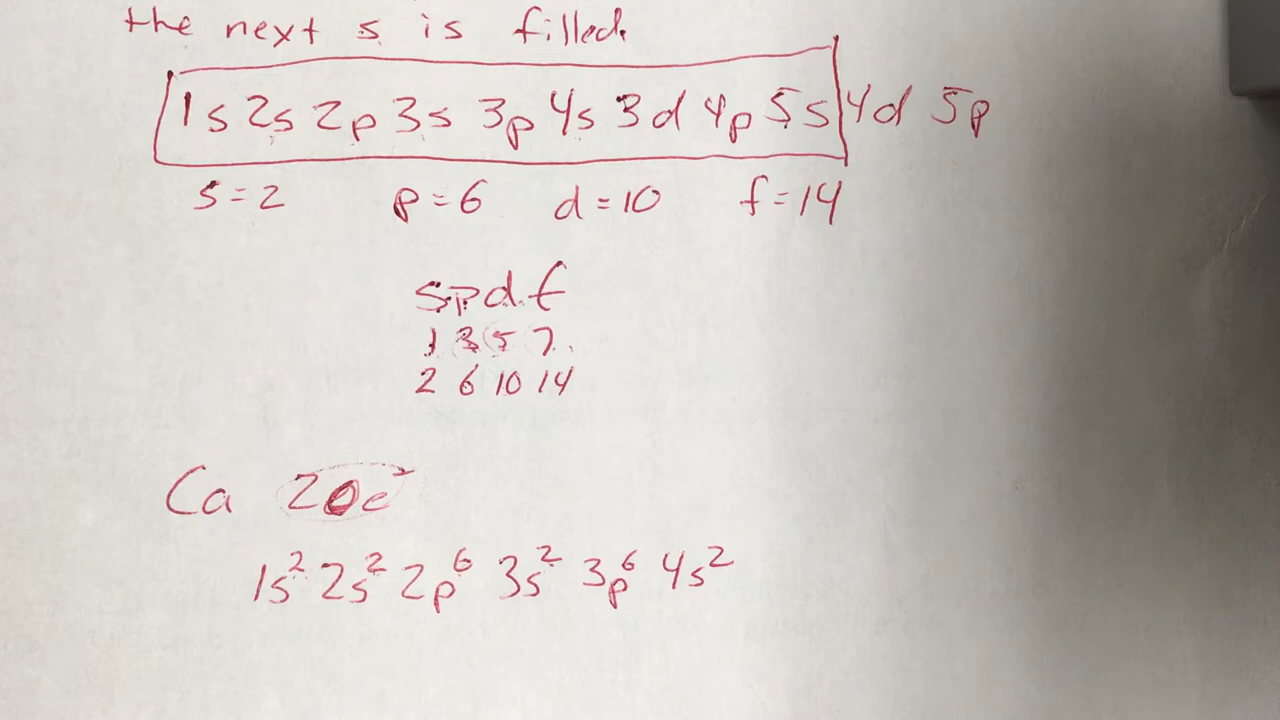 the next s is filled.
1s 2s 2p 3s 3p 4s 3d 4p 5s 4d 5p
s=2 p=6 d=10 f=14
s p d f
1 3 5 7
2 6 10 14
Ca 20e⁻
1s² 2s² 2p⁶ 3s² 3p⁶ 4s²